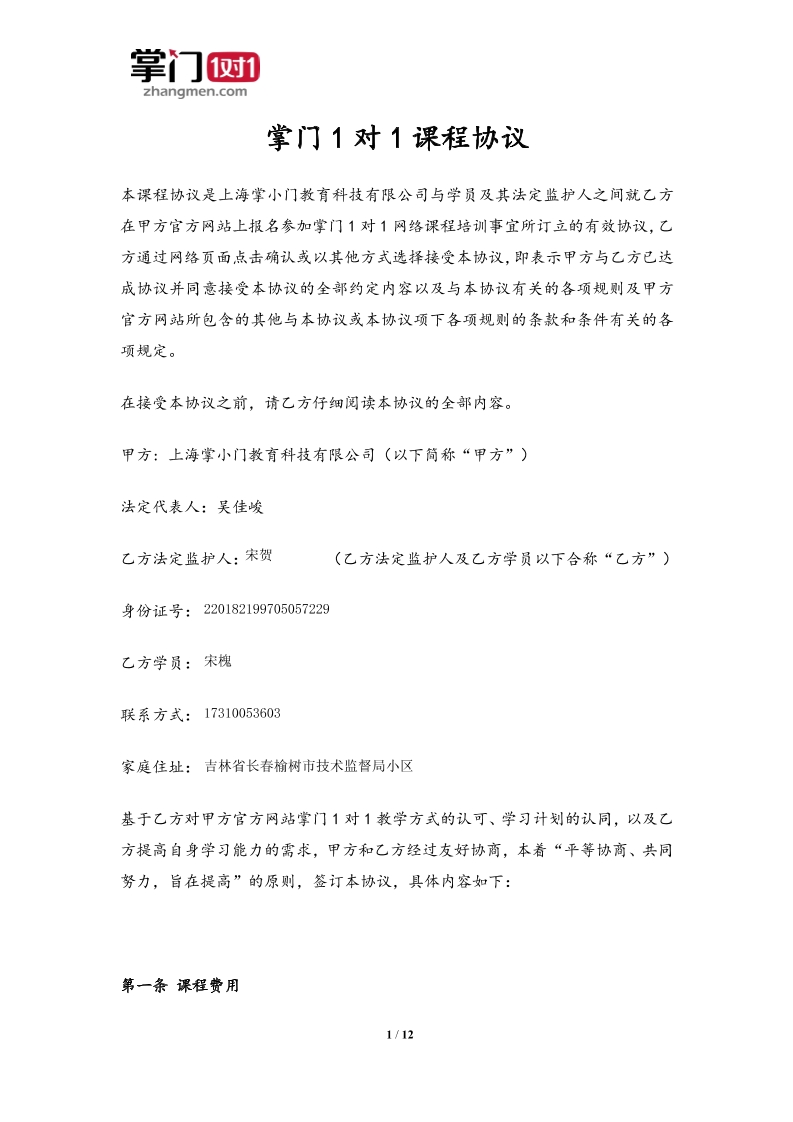 掌门1对1
zhangmen.com
掌门1对1课程协议
本课程协议是上海掌小门教育科技有限公司与学员及其法定监护人之间就乙方
在甲方官方网站上报名参加掌门1对1网络课程培训事宜所订立的有效协议,乙
方通过网络页面点击确认或以其他方式选择接受本协议,即表示甲方与乙方已达
成协议并同意接受本协议的全部约定内容以及与本协议有关的各项规则及甲方
官方网站所包含的其他与本协议或本协议项下各项规则的条款和条件有关的各
项规定。
在接受本协议之前，请乙方仔细阅读本协议的全部内容。
甲方：上海掌小门教育科技有限公司（以下简称“甲方”）
法定代表人：吴佳峻
乙方法定监护人：宋贺 （乙方法定监护人及乙方学员以下合称“乙方”）
身份证号：220182199705057229
乙方学员：宋槐
联系方式：17310053603
家庭住址：吉林省长春榆树市技术监督局小区
基于乙方对甲方官方网站掌门1对1教学方式的认可、学习计划的认同，以及乙
方提高自身学习能力的需求，甲方和乙方经过友好协商，本着“平等协商、共同
努力，旨在提高”的原则，签订本协议，具体内容如下：
第一条 课程费用
1 / 12